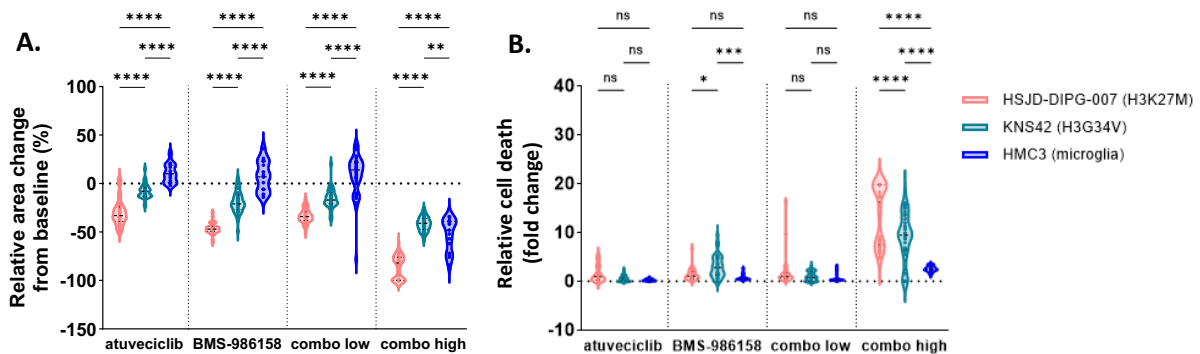 A.
Relative area change
from baseline (%)
100
50
0
-50
-100
-150
**** **** **** ****
**** **** **** **
**** **** **** ****
atuveciclib BMS-986158 combo low combo high
B.
Relative cell death
(fold change)
40
30
20
10
0
-10
ns ns ns ****
ns *** ns ****
ns * ns ****
atuveciclib BMS-986158 combo low combo high
HSJD-DIPG-007 (H3K27M)
KNS42 (H3G34V)
HMC3 (microglia)